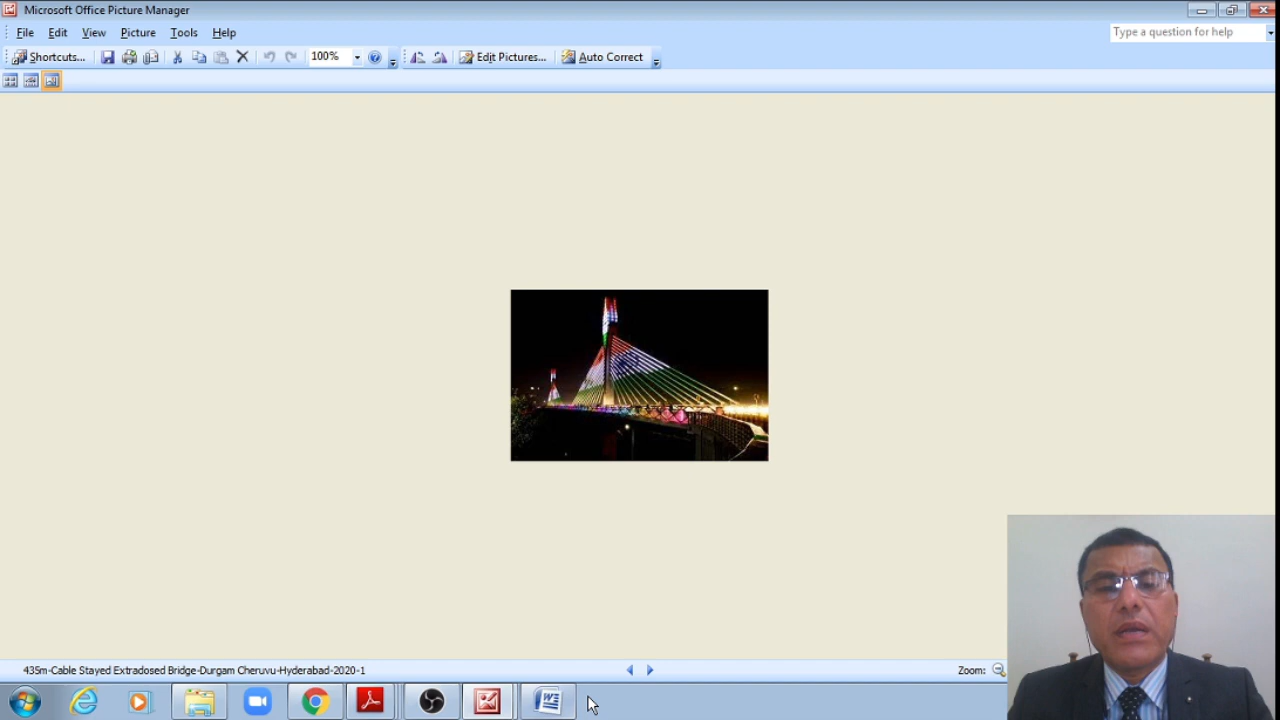 Microsoft Office Picture Manager
File Edit View Picture Tools Help
Type a question for help
Shortcuts... 100% Edit Pictures... Auto Correct
435m-Cable Stayed Extradosed Bridge-Durgam Cheruvu-Hyderabad-2020-1
Zoom: